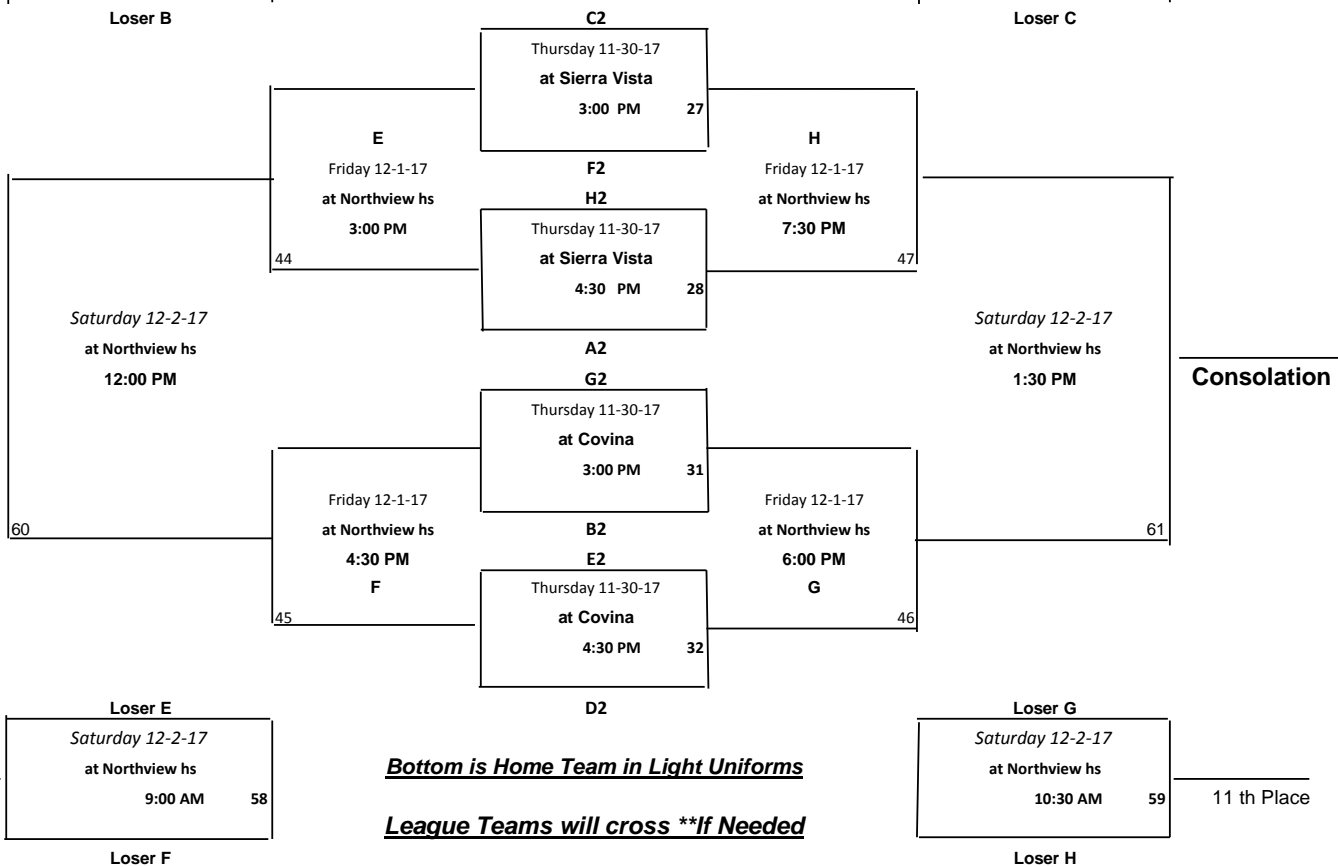 Loser B
C2
Loser C
Thursday 11-30-17
at Sierra Vista
3:00 PM 27
E
Friday 12-1-17
at Northview hs
3:00 PM
44
F2
H2
H
Friday 12-1-17
at Northview hs
7:30 PM
47
Thursday 11-30-17
at Sierra Vista
4:30 PM 28
Saturday 12-2-17
at Northview hs
12:00 PM
60
A2
G2
Saturday 12-2-17
at Northview hs
1:30 PM
61
Consolation
Thursday 11-30-17
at Covina
3:00 PM 31
Friday 12-1-17
at Northview hs
4:30 PM
F
45
B2
E2
Friday 12-1-17
at Northview hs
6:00 PM
G
46
Thursday 11-30-17
at Covina
4:30 PM 32
D2
Loser E
Saturday 12-2-17
at Northview hs
9:00 AM 58
Loser F
Bottom is Home Team in Light Uniforms
League Teams will cross **If Needed
Loser G
Saturday 12-2-17
at Northview hs
10:30 AM 59
11 th Place
Loser H